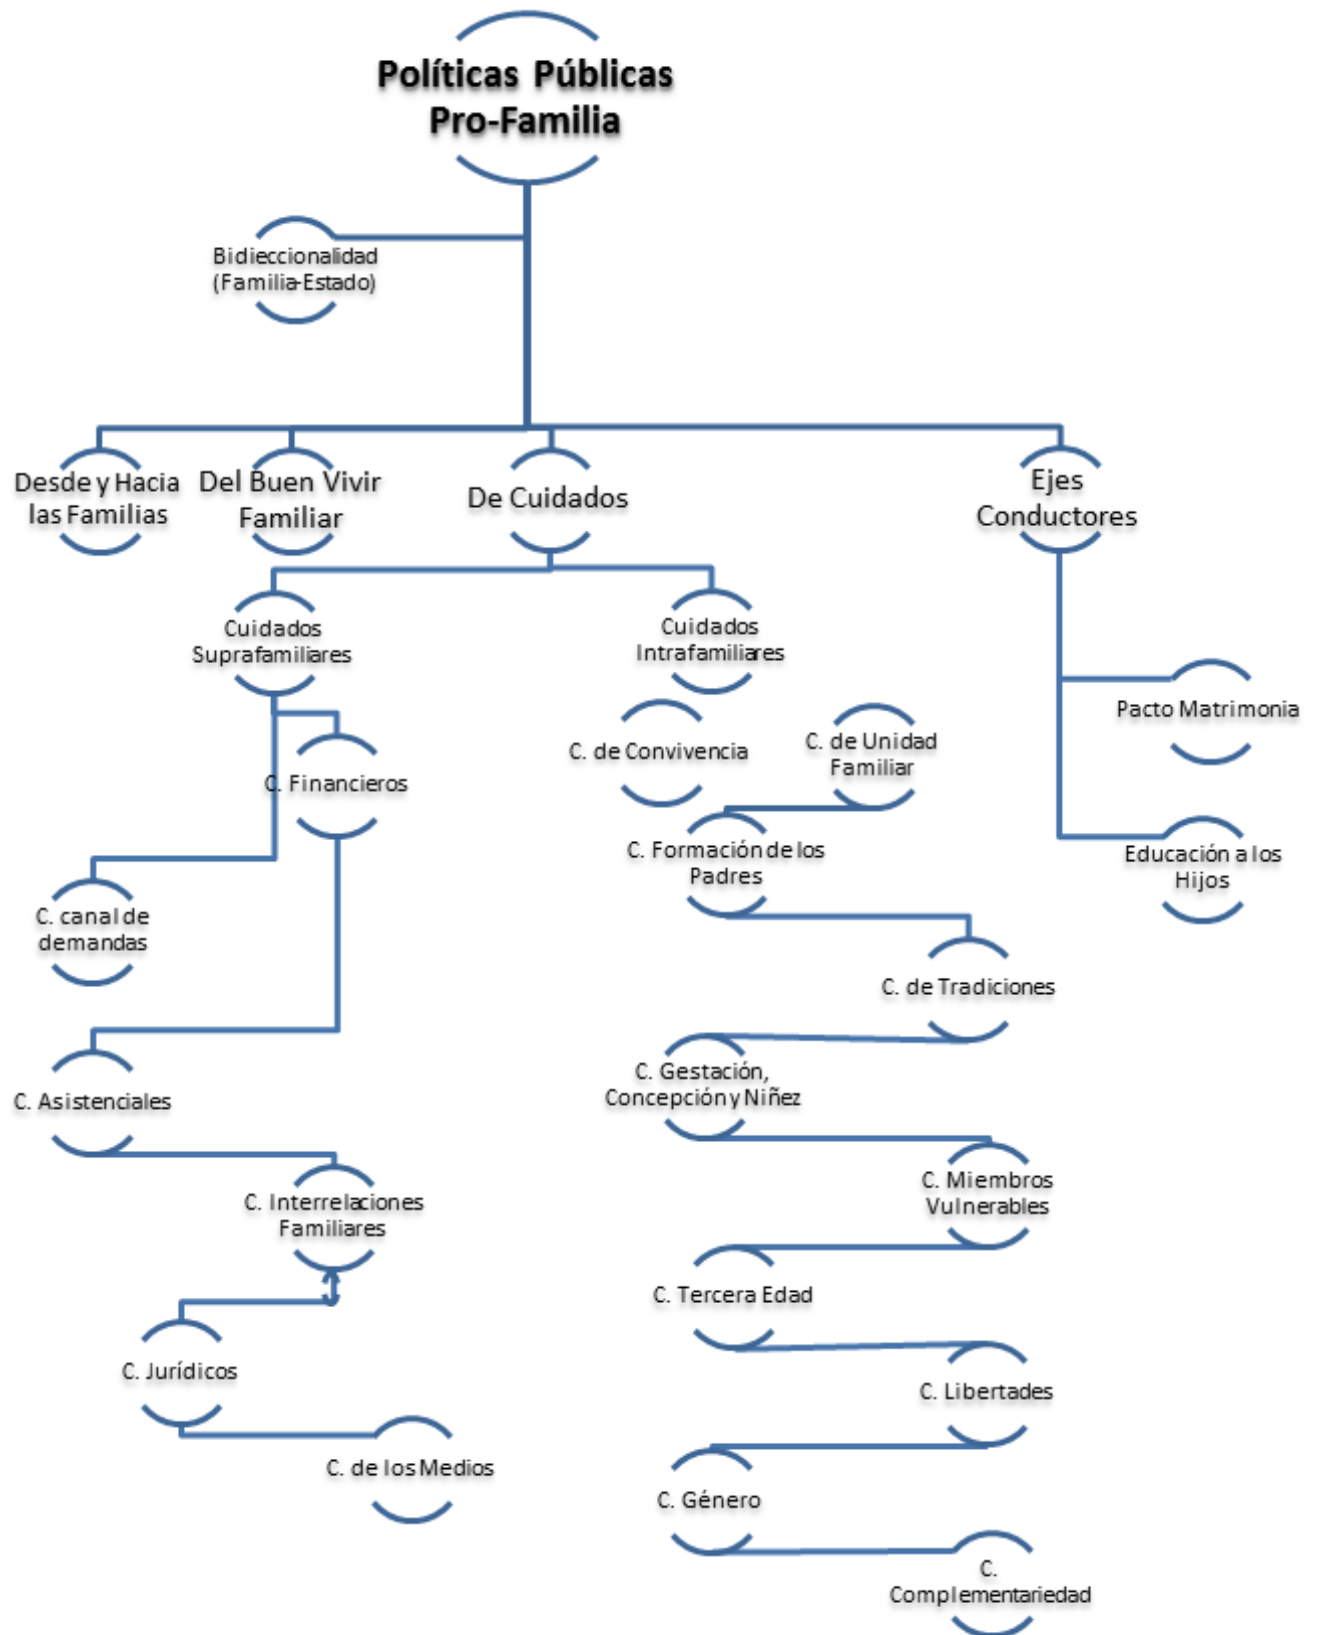 Políticas Públicas
Pro-Familia
Bidieccionalidad
(Familia-Estado)
Desde y Hacia
las Familias
Del Buen Vivir
Familiar
De Cuidados
Ejes
Conductores
Cuidados
Suprafamiliares
Cuidados
Intrafamiliares
Pacto Matrimonia
C. de Convivencia
C. de Unidad
Familiar
C. Financieros
C. Formación de los
Padres
Educación a los
Hijos
C. canal de
demandas
C. de Tradiciones
C. Asistenciales
C. Gestación,
Concepción y Niñez
C. Interrelaciones
Familiares
C. Miembros
Vulnerables
C. Tercera Edad
C. Jurídicos
C. Libertades
C. de los Medios
C. Género
C.
Complementariedad